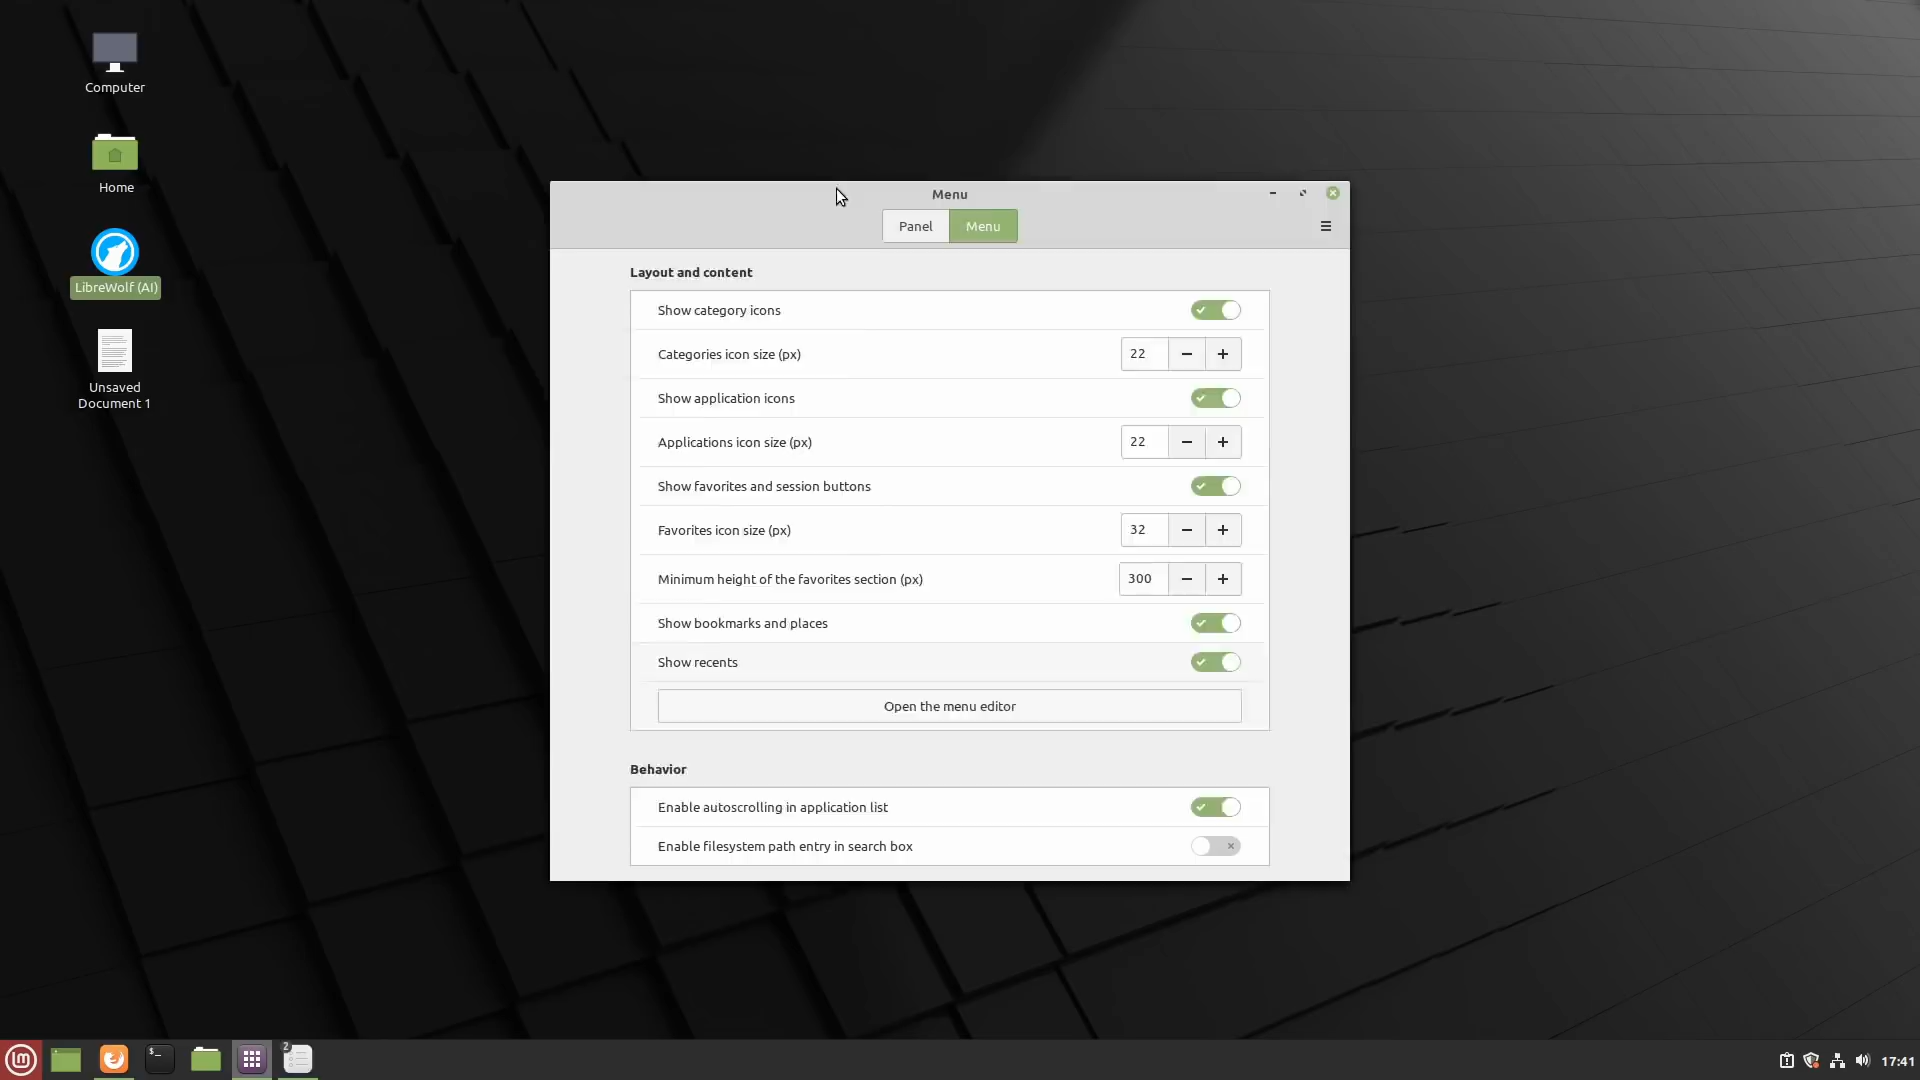 Computer
Home
LibreWolf (AI)
Unsaved
Document 1
Menu
Panel
Menu
Layout and content
Show category icons
Categories icon size (px)
22
Show application icons
Applications icon size (px)
22
Show favorites and session buttons
Favorites icon size (px)
32
Minimum height of the favorites section (px)
300
Show bookmarks and places
Show recents
Open the menu editor
Behavior
Enable autoscrolling in application list
Enable filesystem path entry in search box
2
17:41